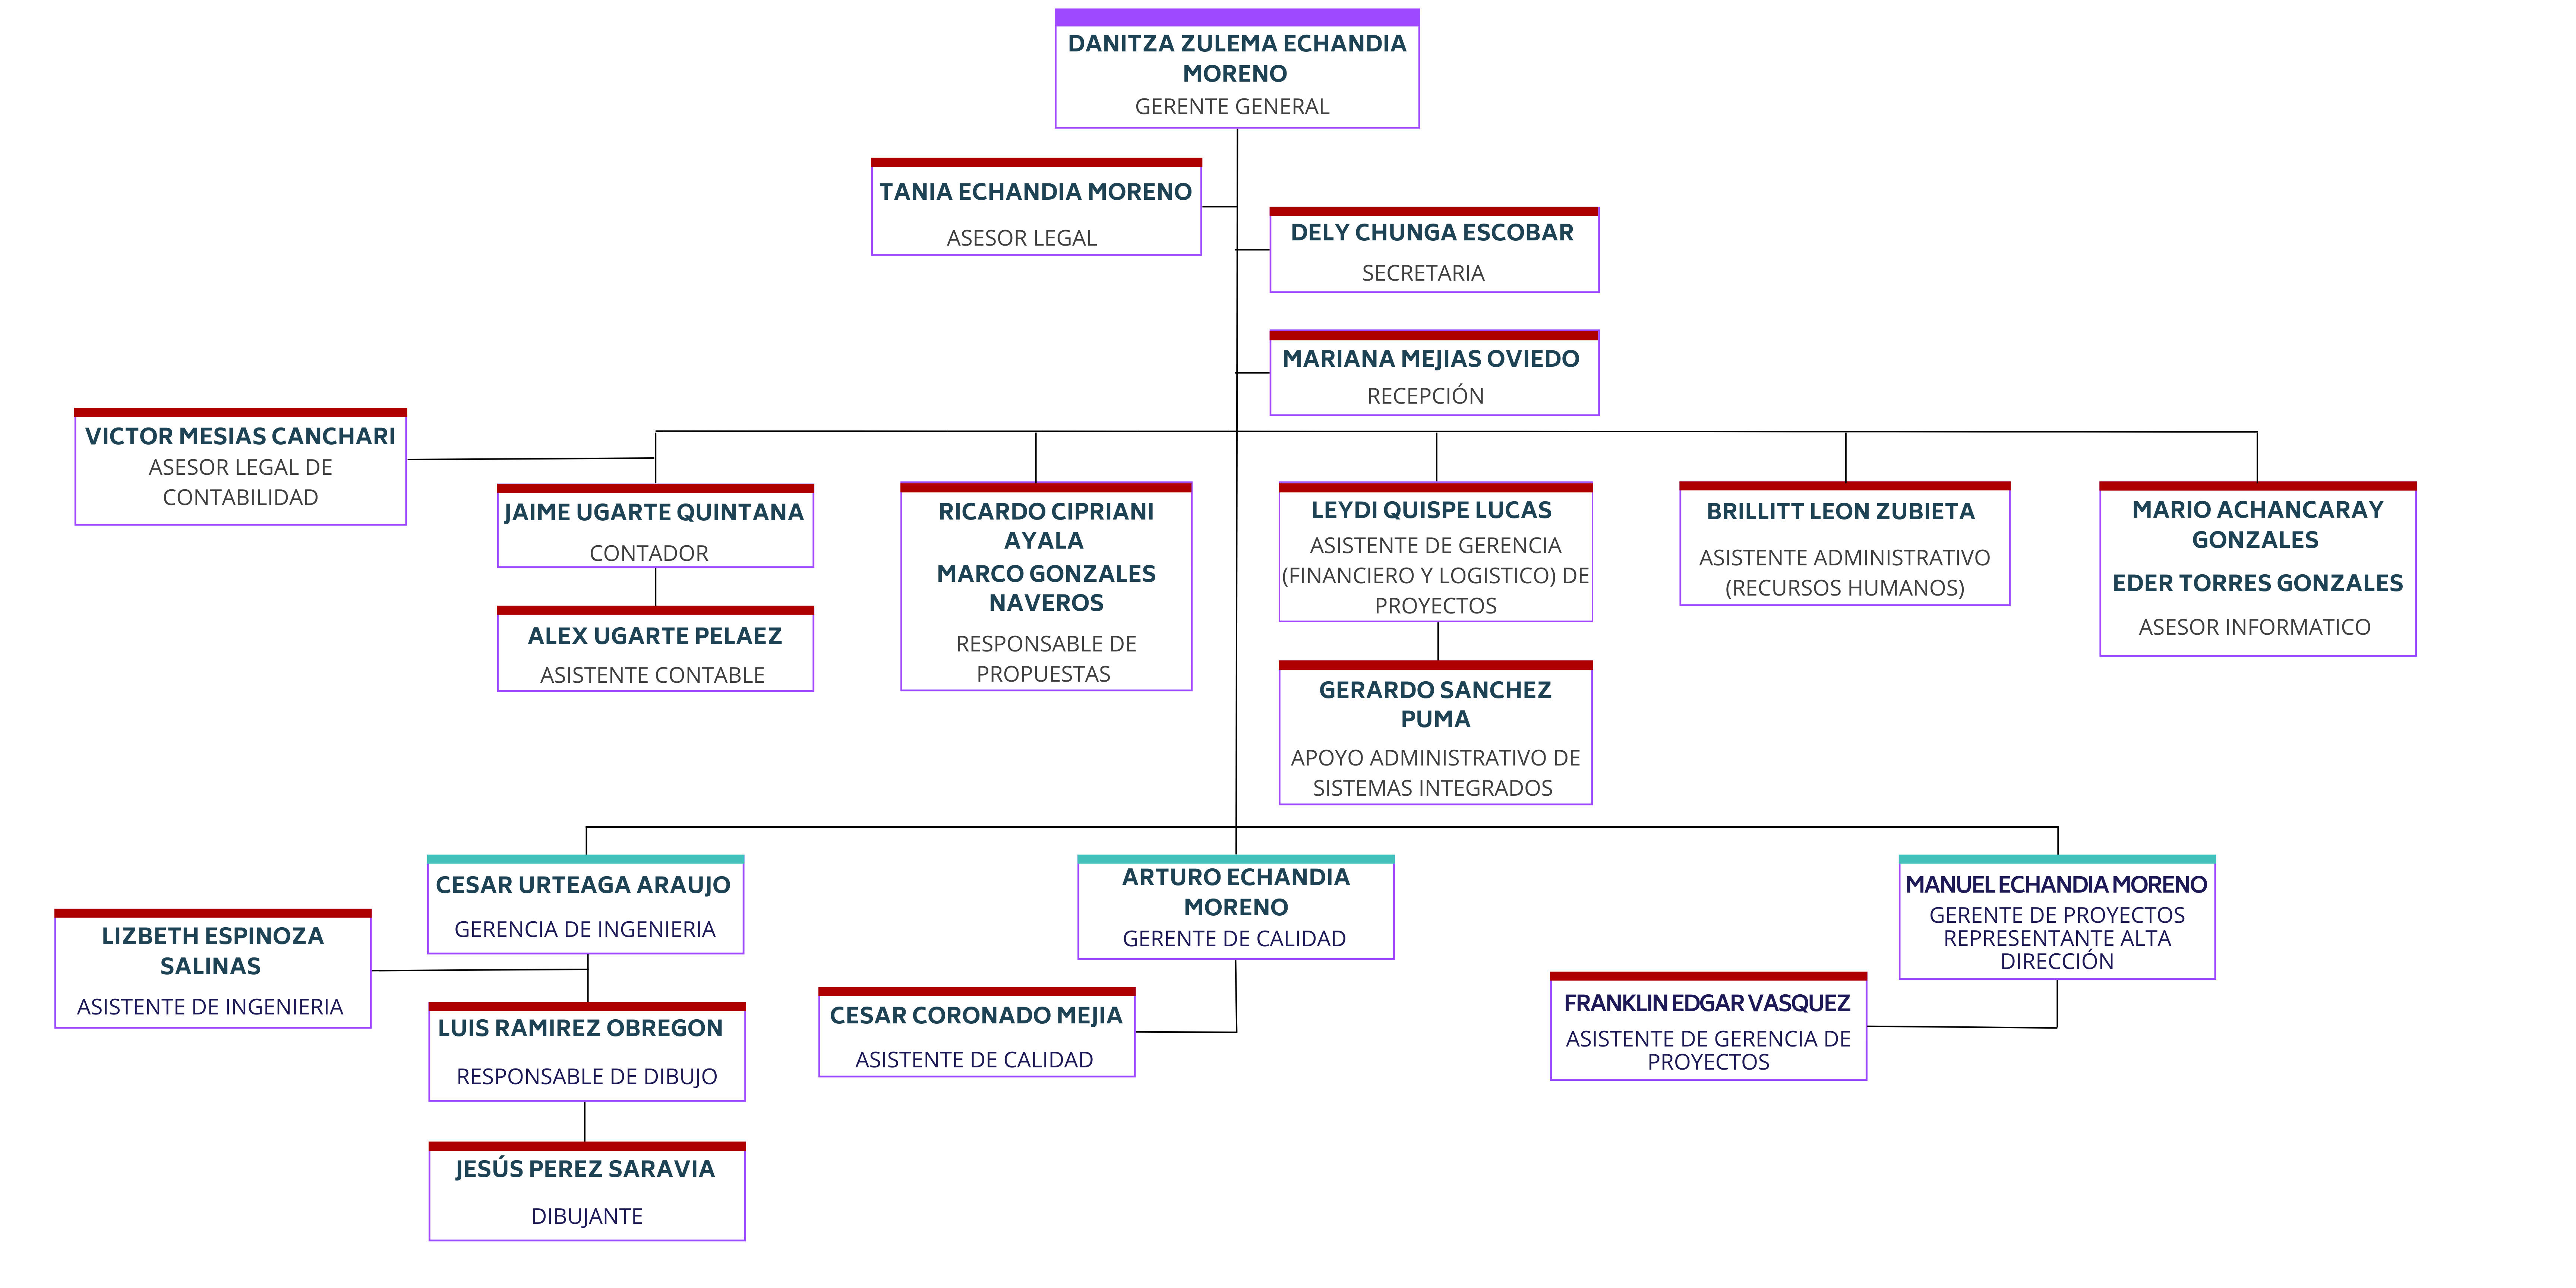 DANITZA ZULEMA ECHANDIA
MORENO
GERENTE GENERAL
TANIA ECHANDIA MORENO
ASESOR LEGAL
DELY CHUNGA ESCOBAR
SECRETARIA
MARIANA MEJIAS OVIEDO
RECEPCIÓN
VICTOR MESIAS CANCHARI
ASESOR LEGAL DE
CONTABILIDAD
JAIME UGARTE QUINTANA
CONTADOR
ALEX UGARTE PELAEZ
ASISTENTE CONTABLE
RICARDO CIPRIANI
AYALA
MARCO GONZALES
NAVEROS
RESPONSABLE DE
PROPUESTAS
LEYDI QUISPE LUCAS
ASISTENTE DE GERENCIA
(FINANCIERO Y LOGISTICO) DE
PROYECTOS
GERARDO SANCHEZ
PUMA
APOYO ADMINISTRATIVO DE
SISTEMAS INTEGRADOS
BRILLITT LEON ZUBIETA
ASISTENTE ADMINISTRATIVO
(RECURSOS HUMANOS)
MARIO ACHANCARAY
GONZALES
EDER TORRES GONZALES
ASESOR INFORMATICO
CESAR URTEAGA ARAUJO
GERENCIA DE INGENIERIA
LIZBETH ESPINOZA
SALINAS
ASISTENTE DE INGENIERIA
LUIS RAMIREZ OBREGON
RESPONSABLE DE DIBUJO
JESÚS PEREZ SARAVIA
DIBUJANTE
ARTURO ECHANDIA
MORENO
GERENTE DE CALIDAD
CESAR CORONADO MEJIA
ASISTENTE DE CALIDAD
MANUEL ECHANDIA MORENO
GERENTE DE PROYECTOS
REPRESENTANTE ALTA
DIRECCIÓN
FRANKLIN EDGAR VASQUEZ
ASISTENTE DE GERENCIA DE
PROYECTOS